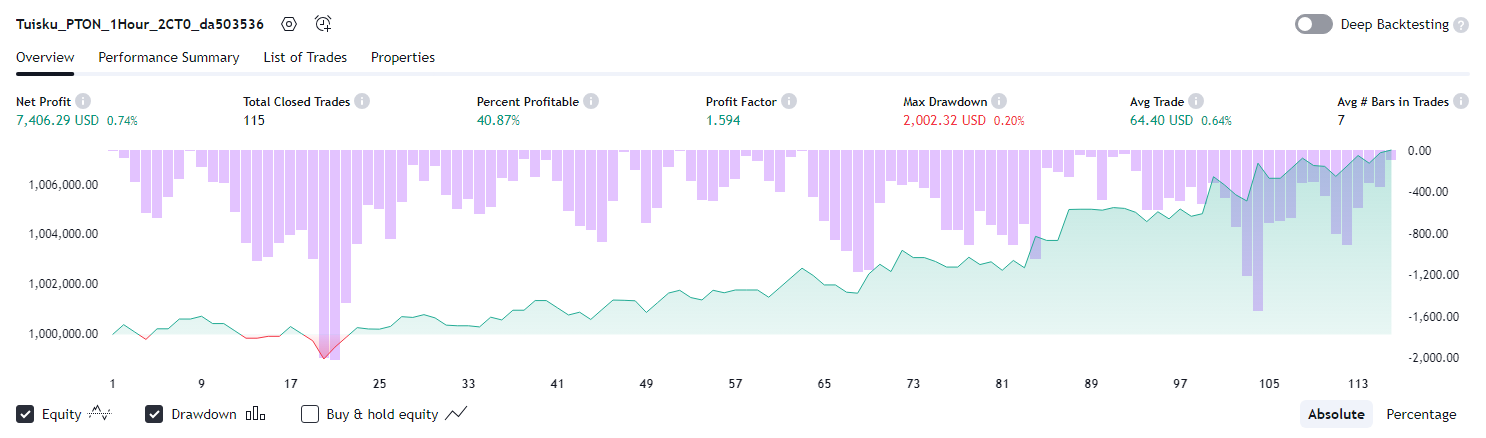 Tuisku_PTON_1Hour_2CT0_da503536
Deep Backtesting ?
Overview Performance Summary List of Trades Properties
Net Profit i Total Closed Trades i Percent Profitable i Profit Factor i Max Drawdown i Avg Trade i Avg # Bars in Trades i
7,406.29 USD 0.74% 115 40.87% 1.594 2,002.32 USD 0.20% 64.40 USD 0.64% 7
0.00
1,006,000.00 -400.00
1,004,000.00 -800.00
1,002,000.00 -1,200.00
1,000,000.00 -1,600.00
-2,000.00
1 9 17 25 33 41 49 57 65 73 81 89 97 105 113
Equity Drawdown Buy & hold equity Absolute Percentage